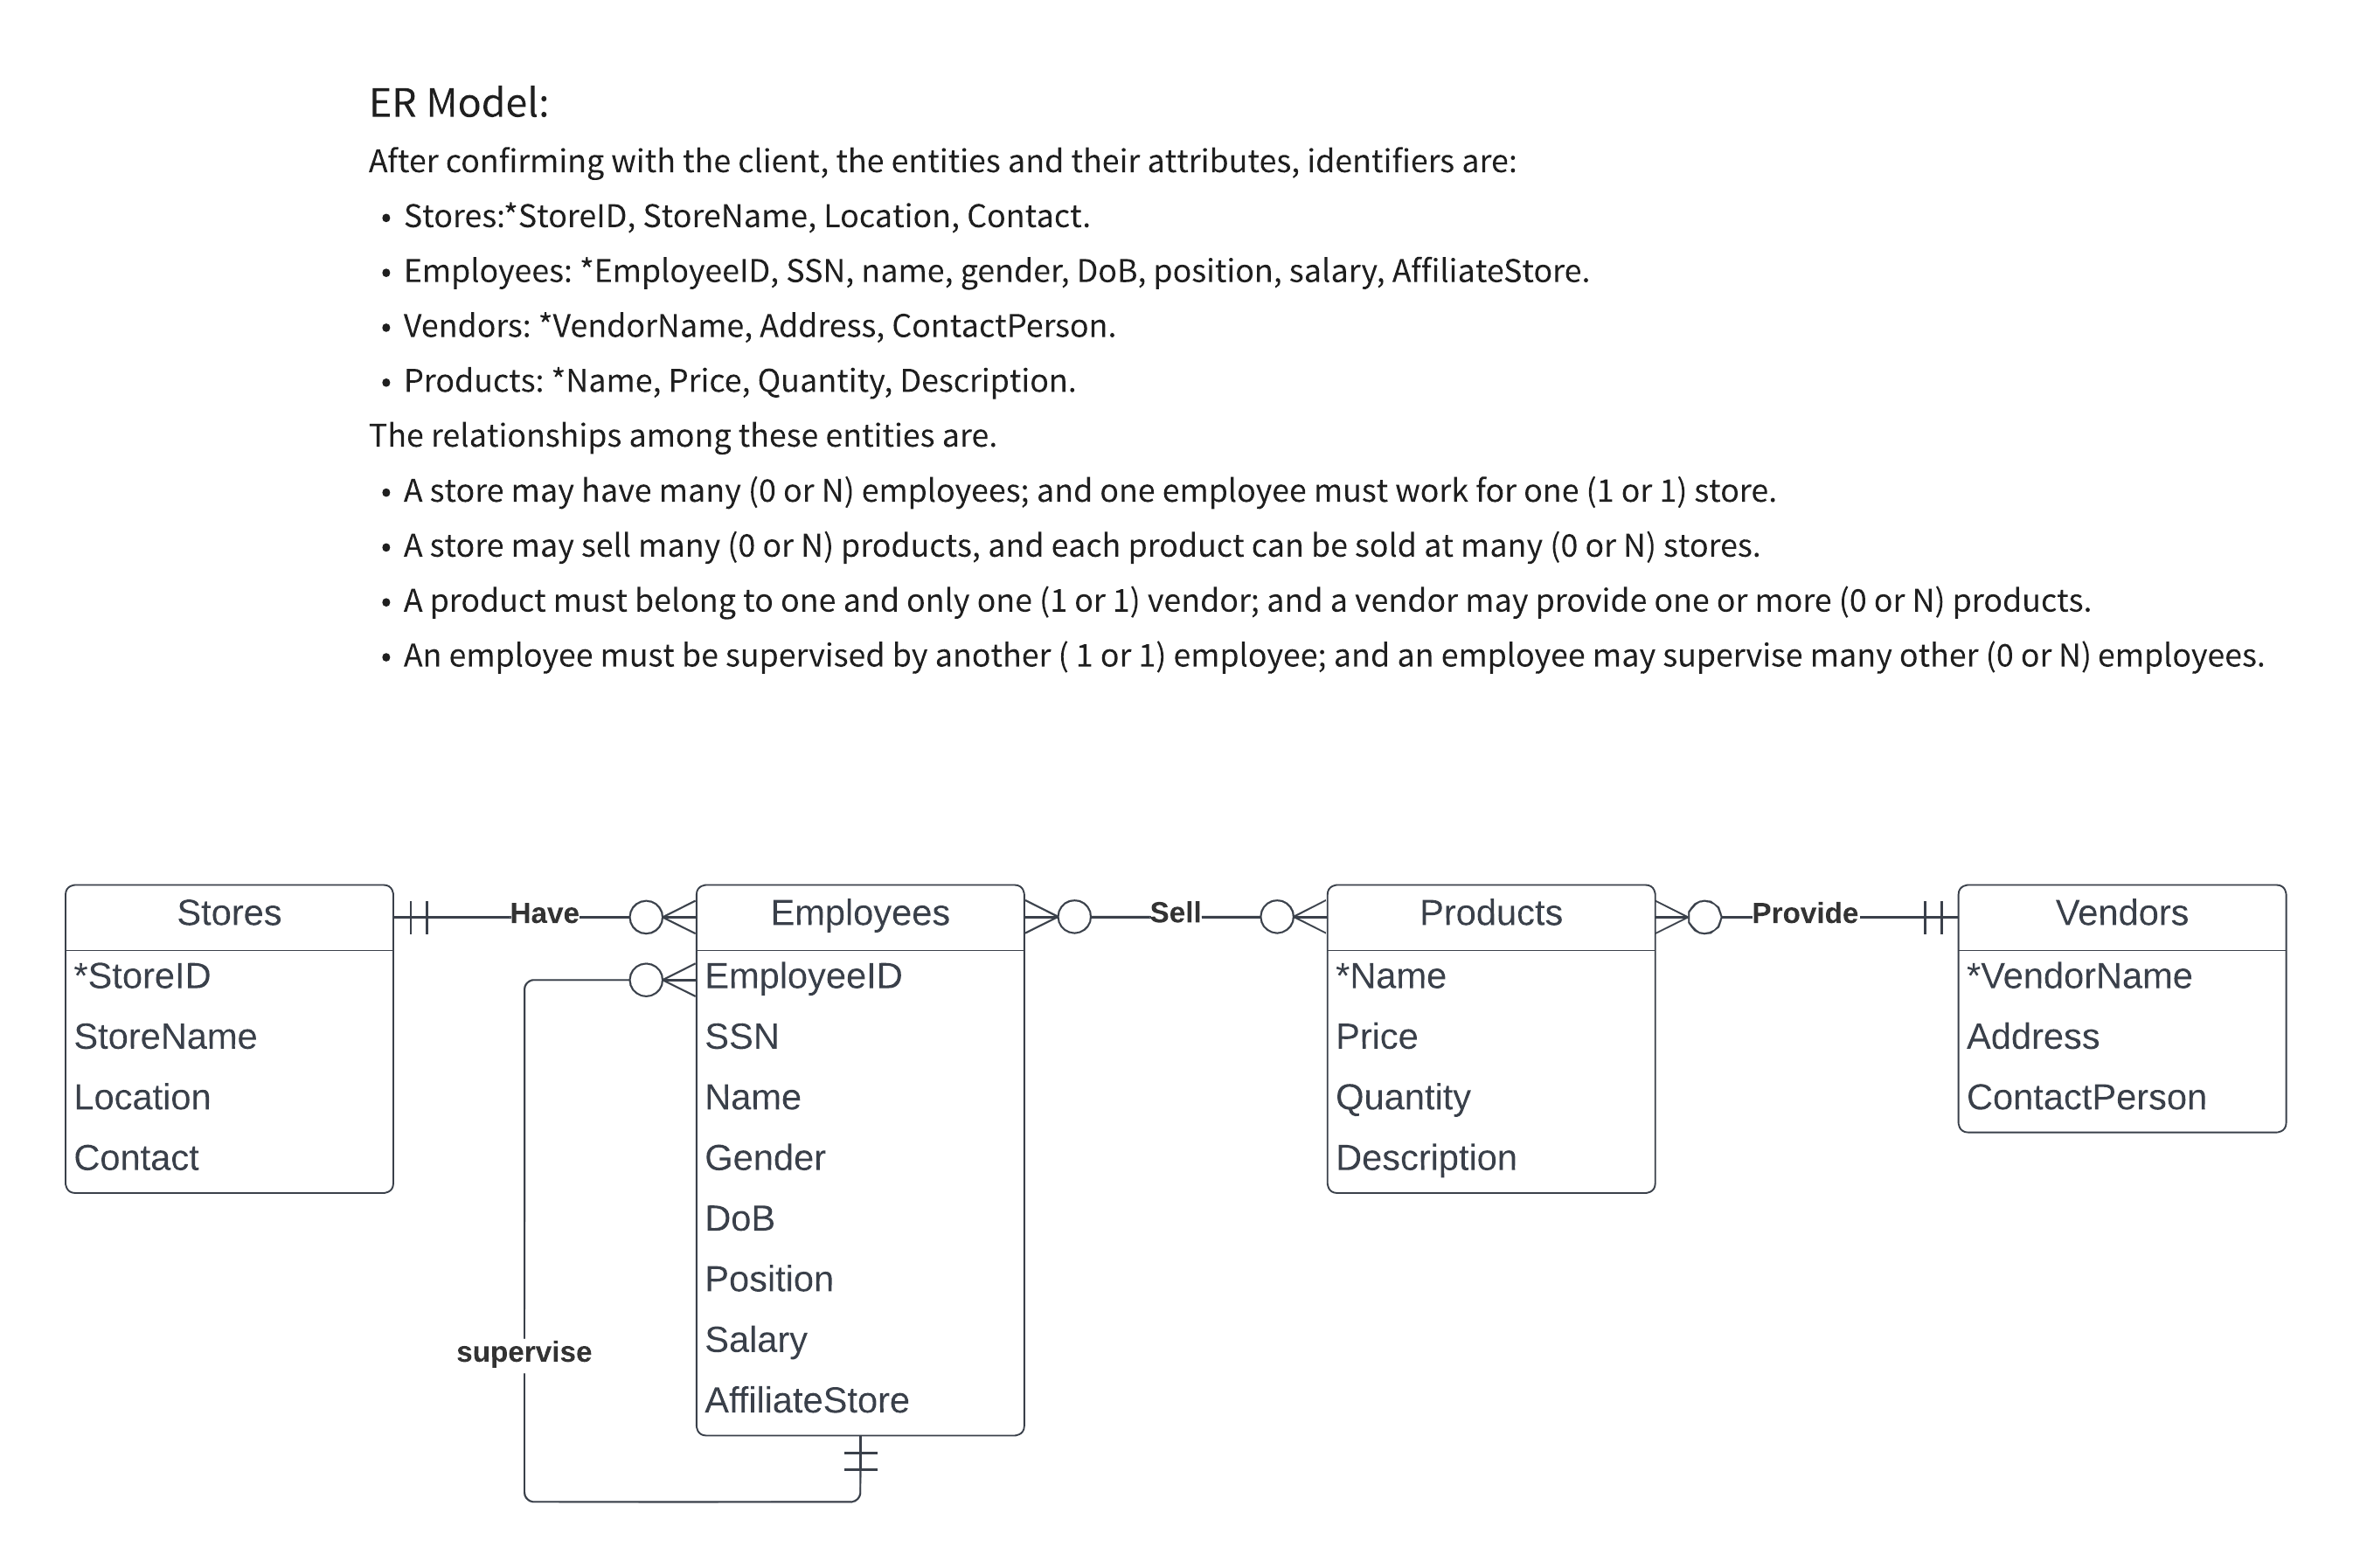 ER Model:
After confirming with the client, the entities and their attributes, identifiers are:
• Stores:*StoreID, StoreName, Location, Contact.
• Employees: *EmployeeID, SSN, name, gender, DoB, position, salary, AffiliateStore.
• Vendors: *VendorName, Address, ContactPerson.
• Products: *Name, Price, Quantity, Description.
The relationships among these entities are.
• A store may have many (0 or N) employees; and one employee must work for one (1 or 1) store.
• A store may sell many (0 or N) products, and each product can be sold at many (0 or N) stores.
• A product must belong to one and only one (1 or 1) vendor; and a vendor may provide one or more (0 or N) products.
• An employee must be supervised by another ( 1 or 1) employee; and an employee may supervise many other (0 or N) employees.
Stores
*StoreID
StoreName
Location
Contact
Have
supervise
Employees
EmployeeID
SSN
Name
Gender
DoB
Position
Salary
AffiliateStore
Sell
Products
*Name
Price
Quantity
Description
Provide
Vendors
*VendorName
Address
ContactPerson